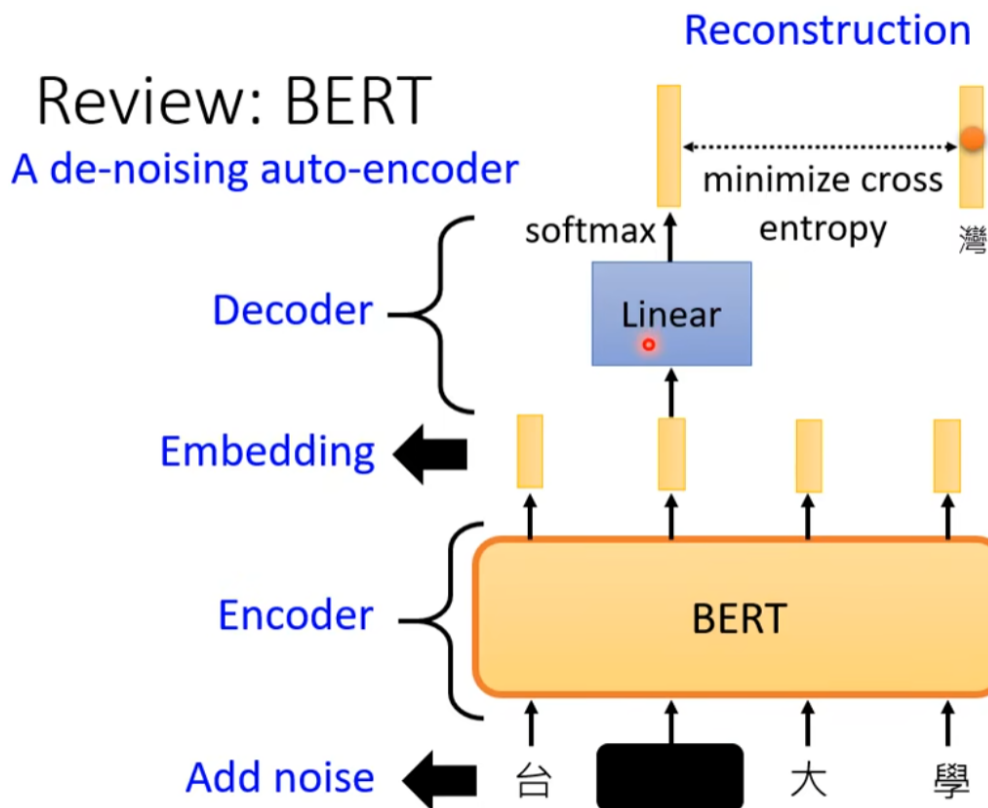 Reconstruction
Review: BERT
A de-noising auto-encoder
minimize cross
entropy
softmax
灣
Decoder
Linear
Embedding
Encoder
BERT
Add noise
台 大 學